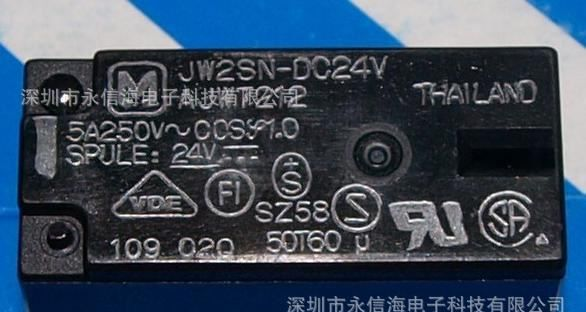 M JW2SN-DC24V
深圳市永信海电子科技有限公司
THAILAND
5A250V~COSφ1.0
SPULE: 24V
VDE FI S SZ58 S UR SA
109 020 50T60 μ
深圳市永信海电子科技有限公司